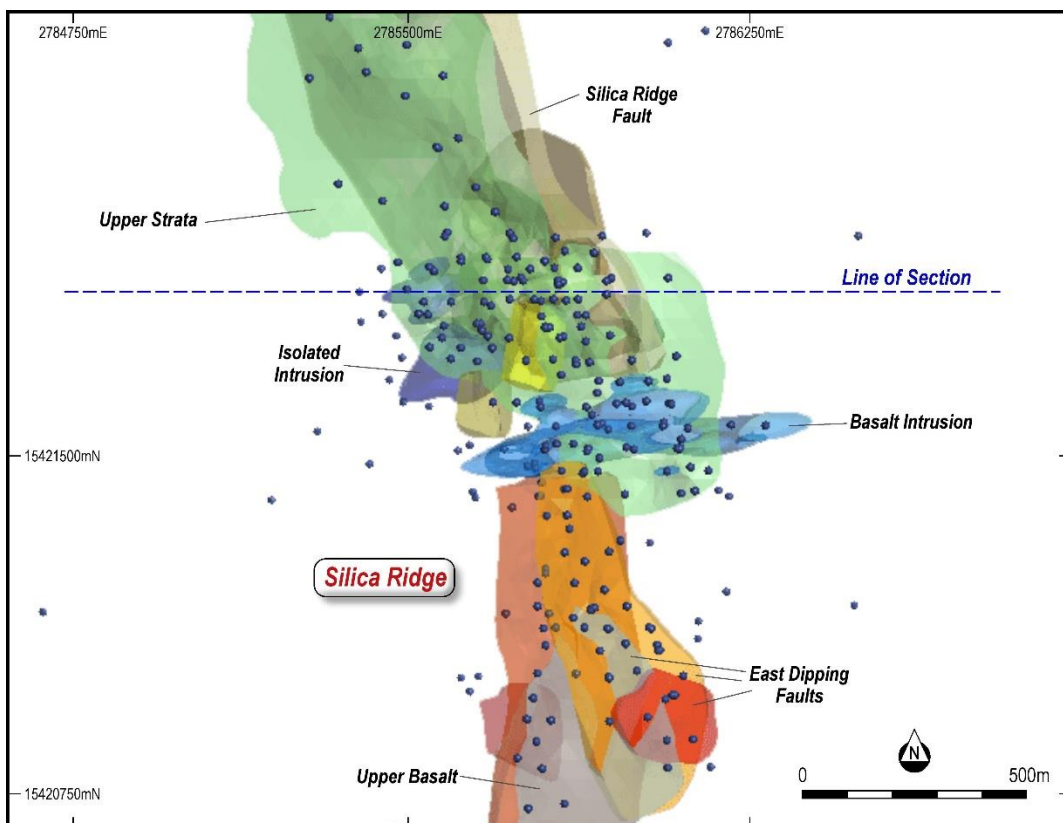 2784750mE
2785500mE
2786250mE
Silica Ridge
Fault
Upper Strata
Line of Section
Isolated
Intrusion
Basalt Intrusion
15421500mN
Silica Ridge
East Dipping
Faults
N
Upper Basalt
0
500m
15420750mN